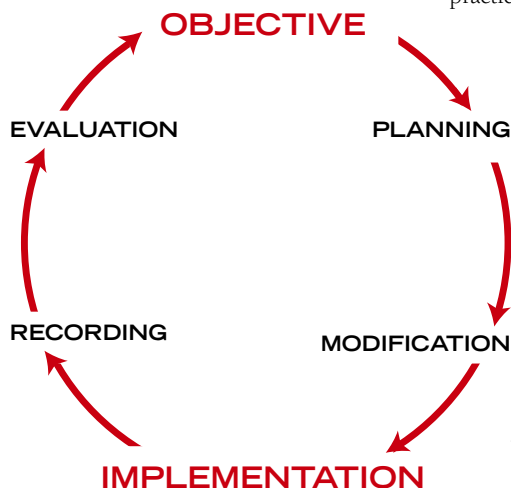 OBJECTIVE
EVALUATION
PLANNING
RECORDING
MODIFICATION
IMPLEMENTATION